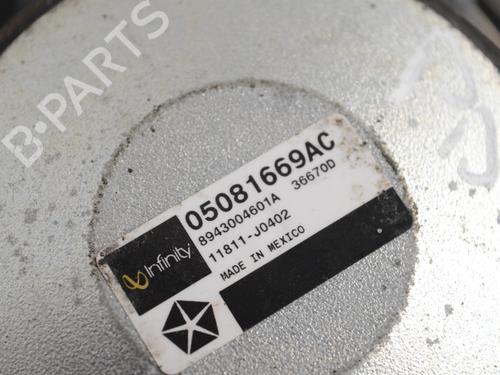 B-PARTS
05081669AC
8943004601A 36670D
11811-J0402
MADE IN MEXICO
Infinity